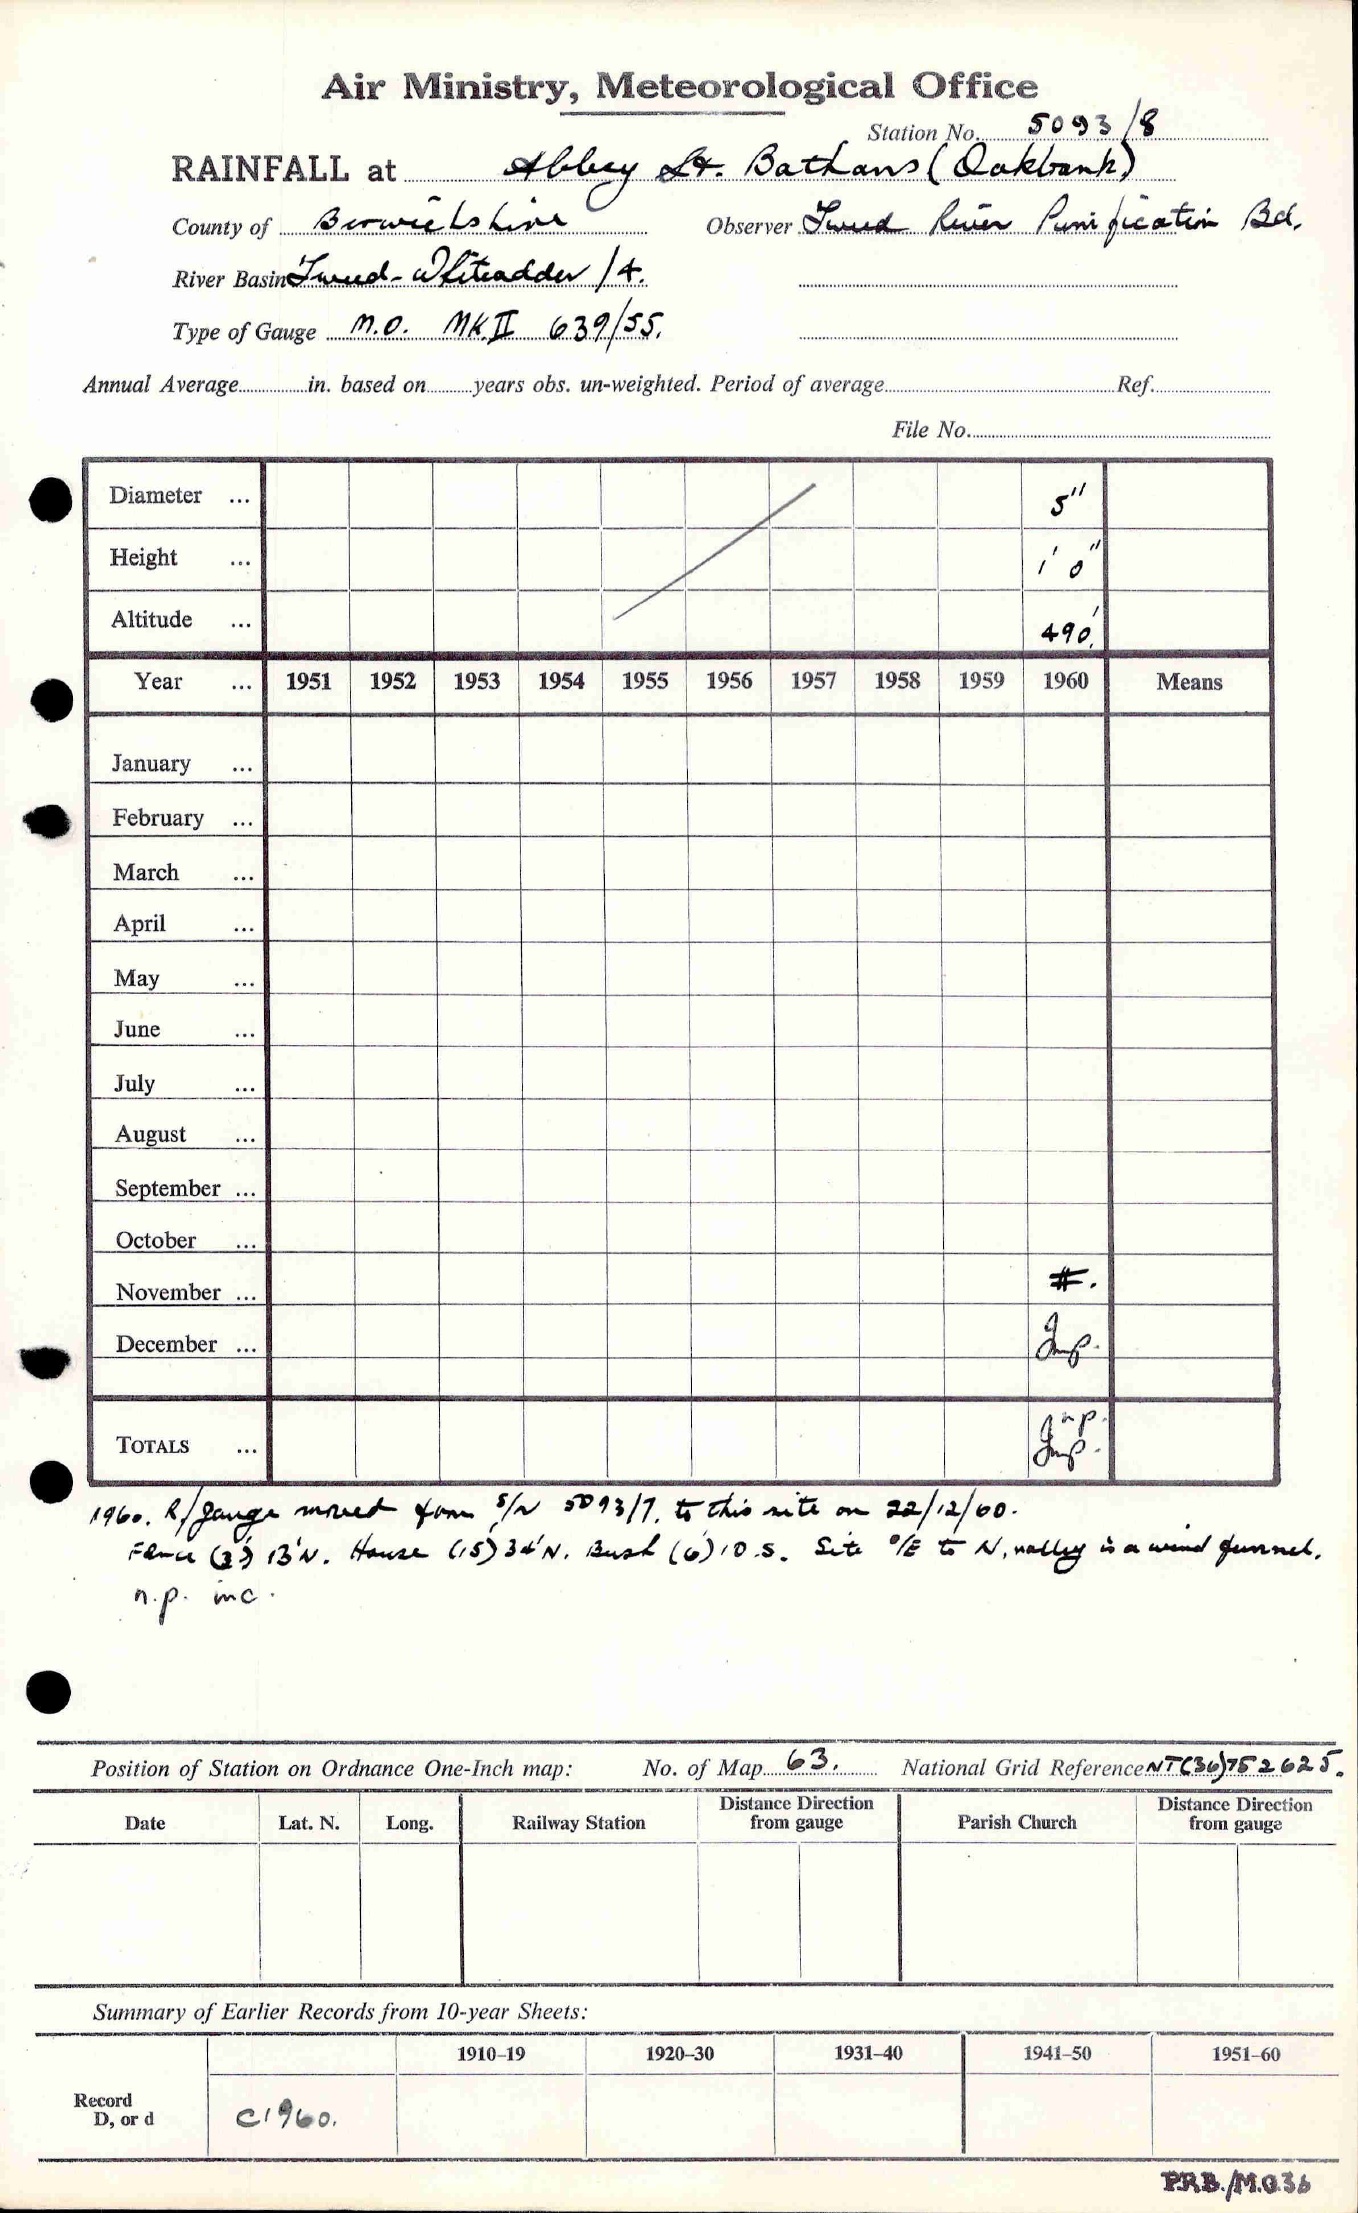 Air Ministry, Meteorological Office
Station No. 5093/8
RAINFALL at Abbey St. Bathans (Oakbank)
County of Berwickshire Observer Tweed River Purification Bd.
River Basin Tweed - Whiteadder /4.
Type of Gauge M.O. MK.II 639/55.
Annual Average in. based on years obs. un-weighted. Period of average Ref.
File No.
Diameter ... 5"
Height ... 1' 0"
Altitude ... 490'
Year ... 1951 1952 1953 1954 1955 1956 1957 1958 1959 1960 Means
January ...
February ...
March ...
April ...
May ...
June ...
July ...
August ...
September ...
October ...
November ... #.
December ... Imp.
TOTALS ... Imp.
1960. R/gauge moved from S/N 5093/7. to this site on 22/12/60.
Fence (3') 13'N. House (15) 34'N. Bush (6) 10 S. Site O/E to N, valley is a wind funnel.
n.p. inc.
Position of Station on Ordnance One-Inch map: No. of Map 63. National Grid Reference NT(36)752625.
Date Lat. N. Long. Railway Station Distance Direction from gauge Parish Church Distance Direction from gauge
Summary of Earlier Records from 10-year Sheets:
1910-19 1920-30 1931-40 1941-50 1951-60
Record
D, or d C1960.
P.R.B./M.O.36